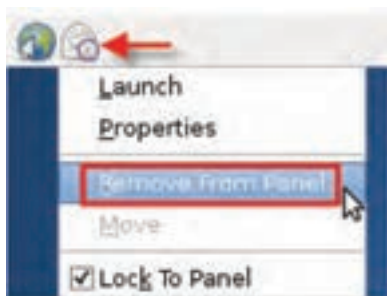 Launch
Properties
Remove From Panel
Move
Lock To Panel